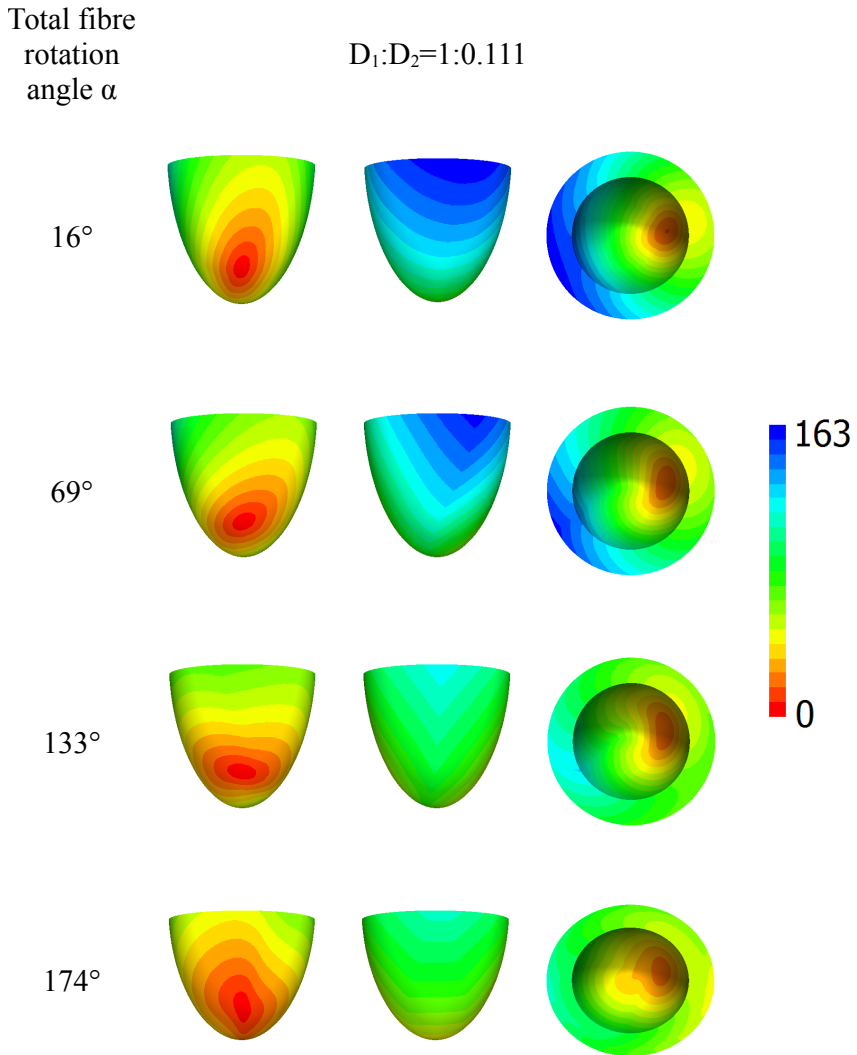 Total fibre
rotation
angle α
D₁:D₂=1:0.111
16°
69°
163
0
133°
174°